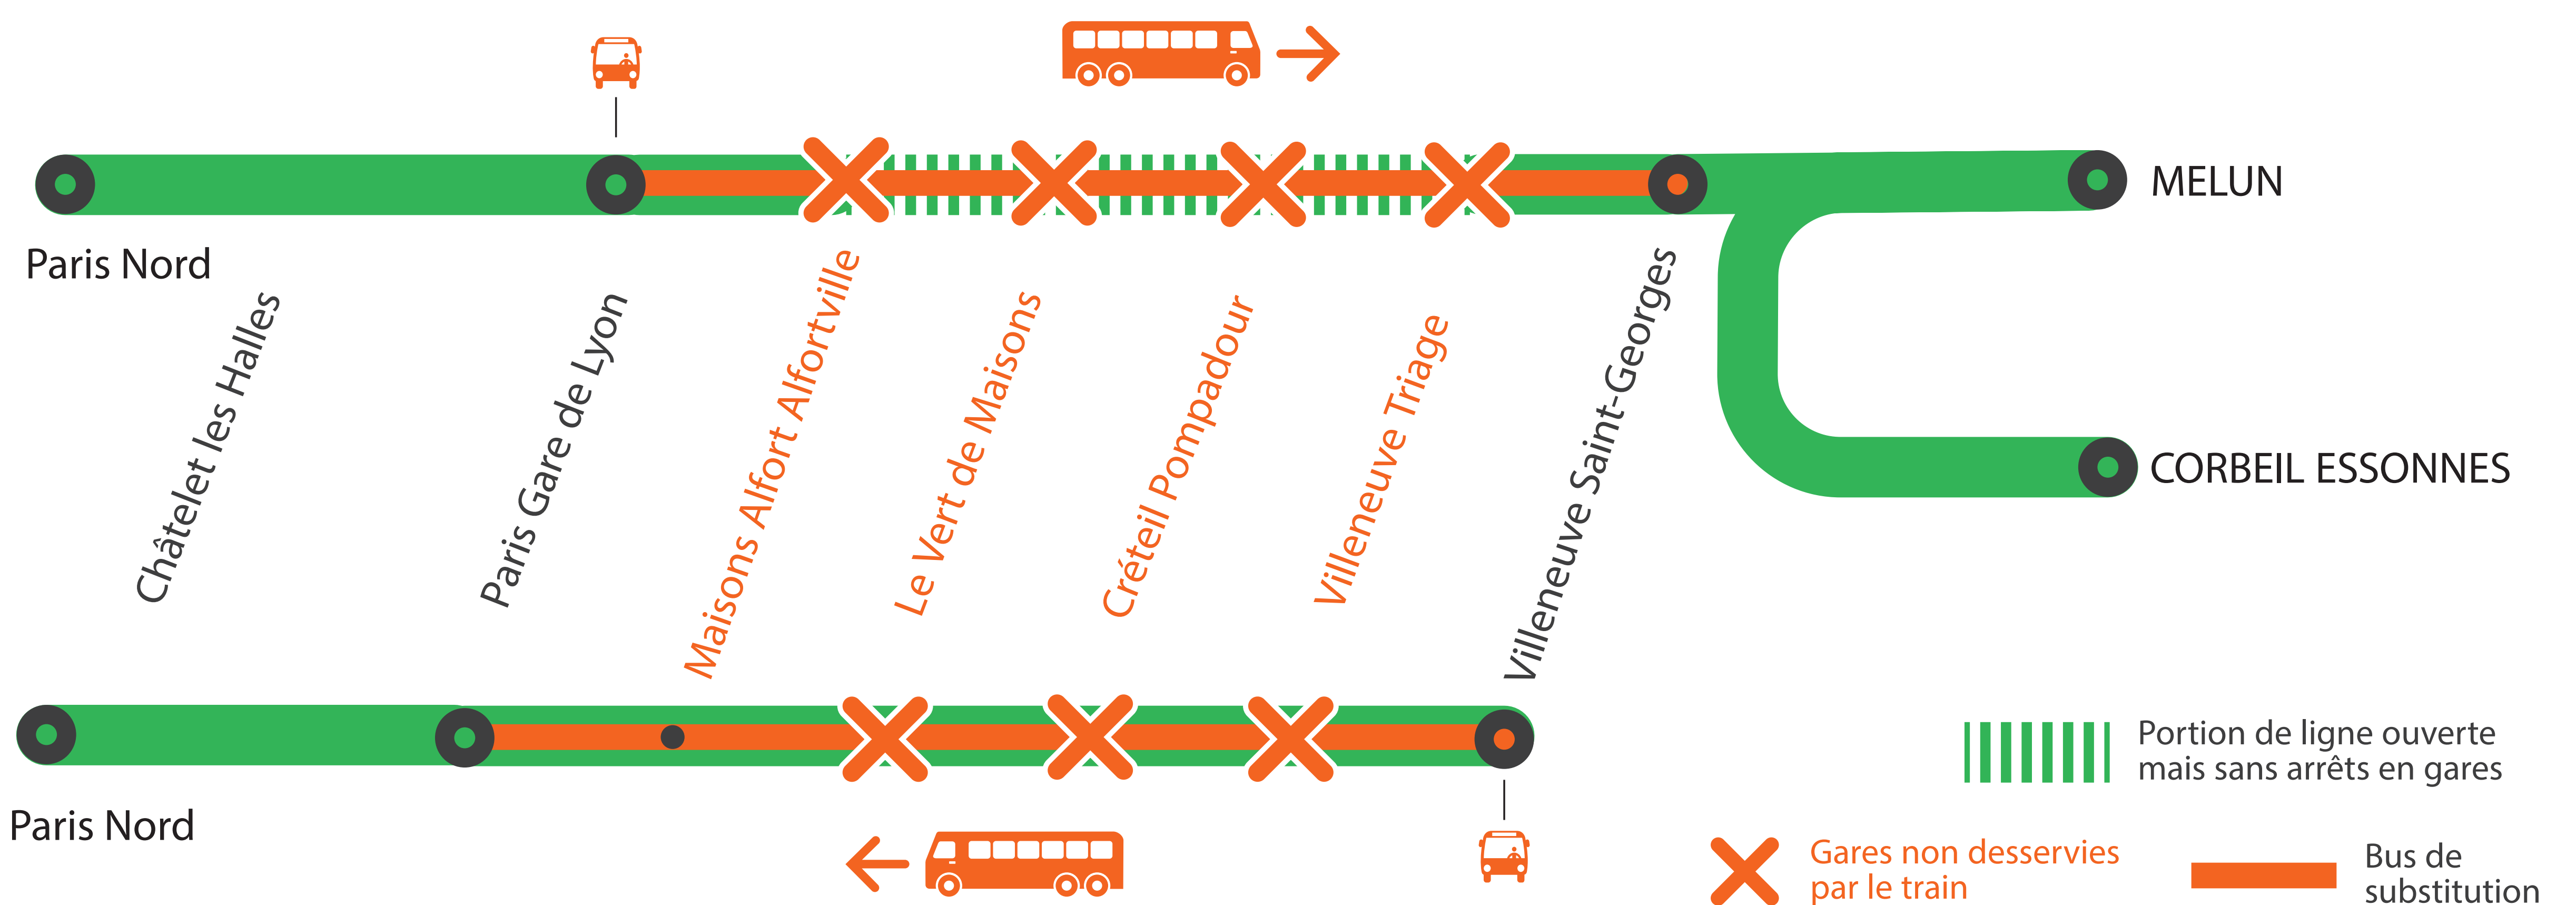 MELUN
Paris Nord
Châtelet les Halles
Paris Gare de Lyon
Maisons Alfort Alfortville
Le Vert de Maisons
Créteil Pompadour
Villeneuve Triage
Villeneuve Saint-Georges
CORBEIL ESSONNES
Paris Nord
Portion de ligne ouverte
mais sans arrêts en gares
Gares non desservies
par le train
Bus de
substitution